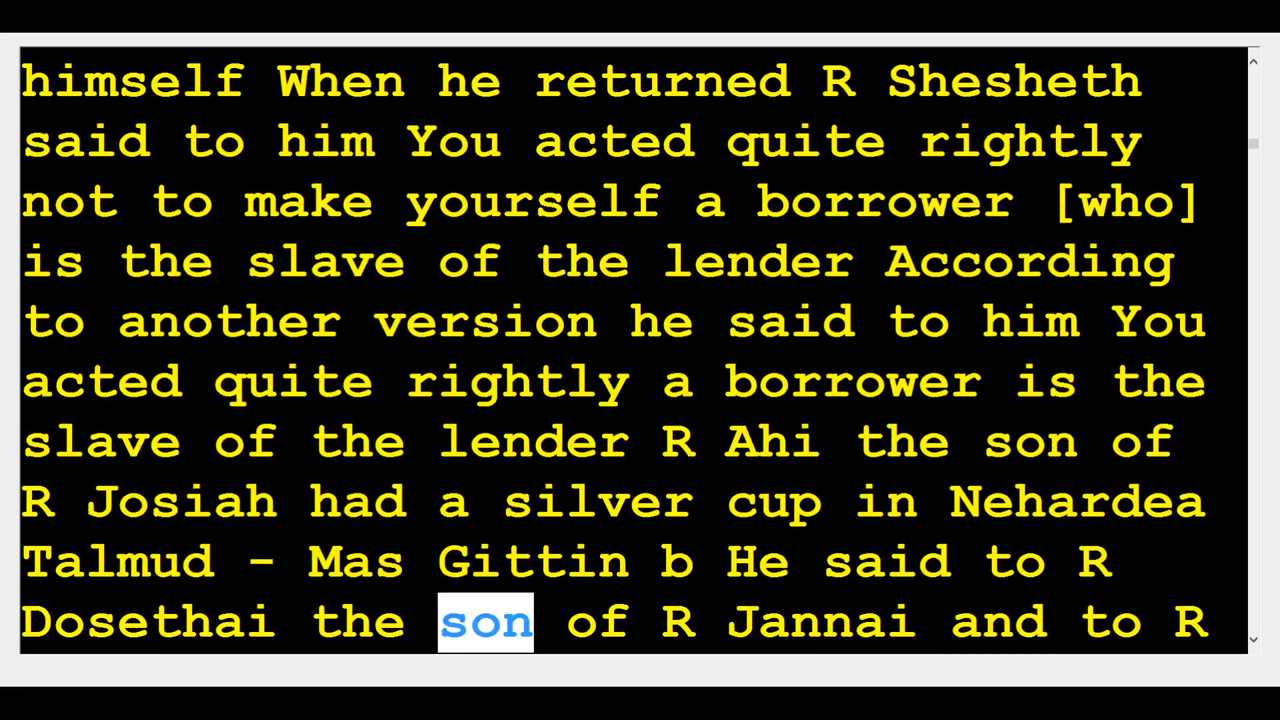 himself When he returned R Shesheth
said to him You acted quite rightly
not to make yourself a borrower [who]
is the slave of the lender According
to another version he said to him You
acted quite rightly a borrower is the
slave of the lender R Ahi the son of
R Josiah had a silver cup in Nehardea
Talmud - Mas Gittin b He said to R
Dosethai the son of R Jannai and to R